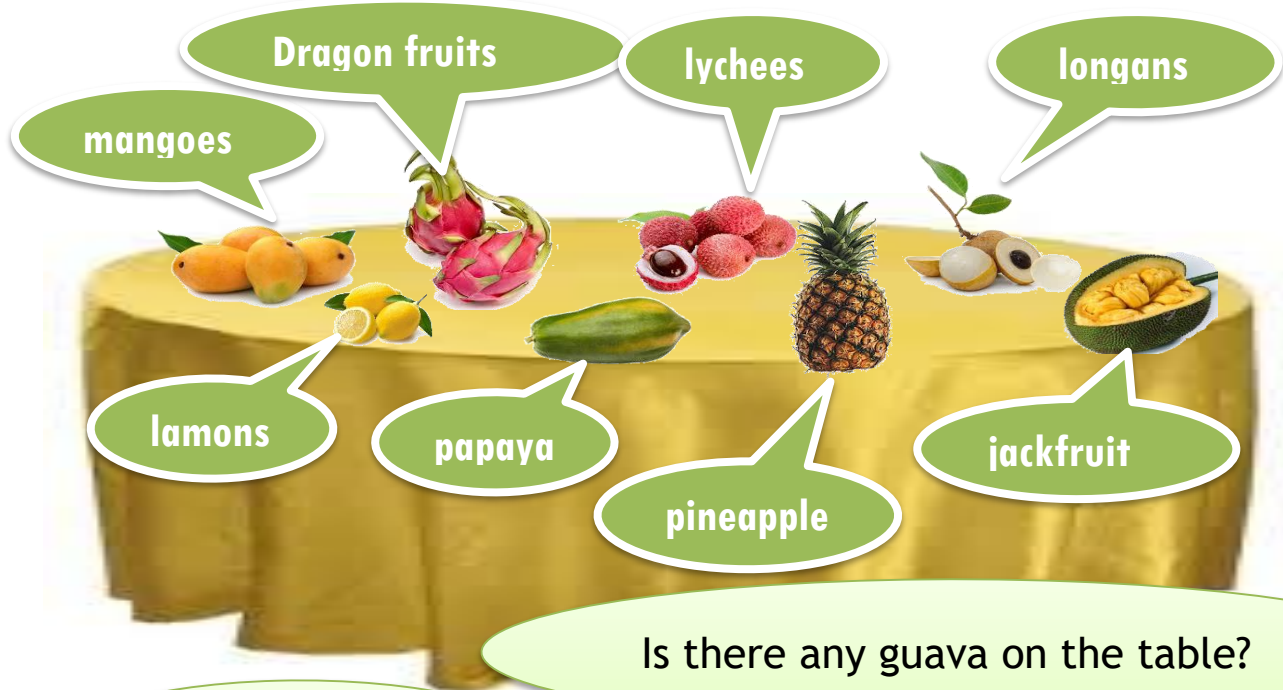 Dragon fruits
lychees
longans
mangoes
lamons
papaya
jackfruit
pineapple
Is there any guava on the table?